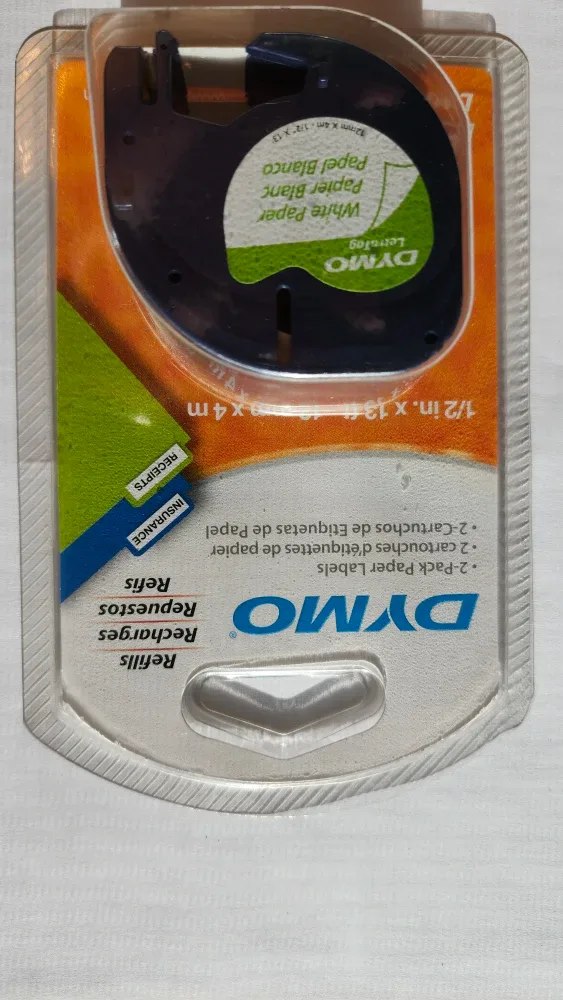 Refills
Recharges
Repuestos
Refis
DYMO®
• 2-Pack Paper Labels
• 2 cartouches d'étiquettes de papier
• 2-Cartuchos de Etiquetas de Papel
INSURANCE
RECEIPTS
1/2 in. x 13 ft - 12mm x 4 m
DYMO
LetraTag
White Paper
Papier Blanc
Papel Blanco
12mm X 4m - 1/2" X 13'